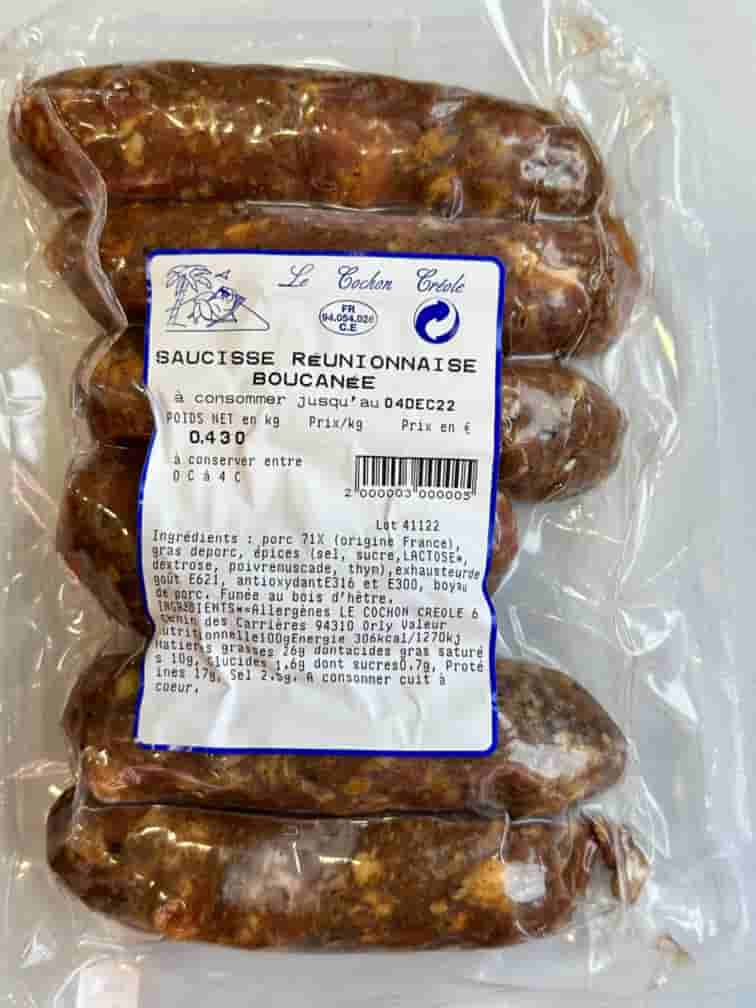 Le Cochon Créole
FR
94.054.026
C.E
SAUCISSE RÉUNIONNAISE
BOUCANÉE
à consommer jusqu'au 04DEC22
POIDS NET en kg Prix/kg Prix en €
0.430
à conserver entre
0 C à 4 C
2 000003 000005
Lot 41122
Ingrédients : porc 71% (origine France),
gras deporc, épices (sel, sucre,LACTOSE*,
dextrose, poivremuscade, thym),exhausteurde
goût E621, antioxydantE316 et E300, boyau
de porc. Fumée au bois d'hêtre.
INGREDIENTS*=Allergènes LE COCHON CREOLE 6
Chemin des Carrières 94310 Orly Valeur
nutritionnelle100gEnergie 306kcal/1270kj
Matieres grasses 26g dontacides gras saturé
s 10g, glucides 1.6g dont sucres0.7g, Proté
ines 17g, Sel 2.5g. A consommer cuit à
coeur.